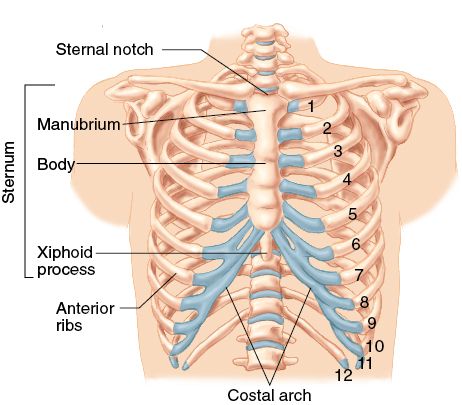 Sternal notch
Manubrium
Body
Sternum
Xiphoid
process
Anterior
ribs
Costal arch
1
2
3
4
5
6
7
8
9
10
11
12